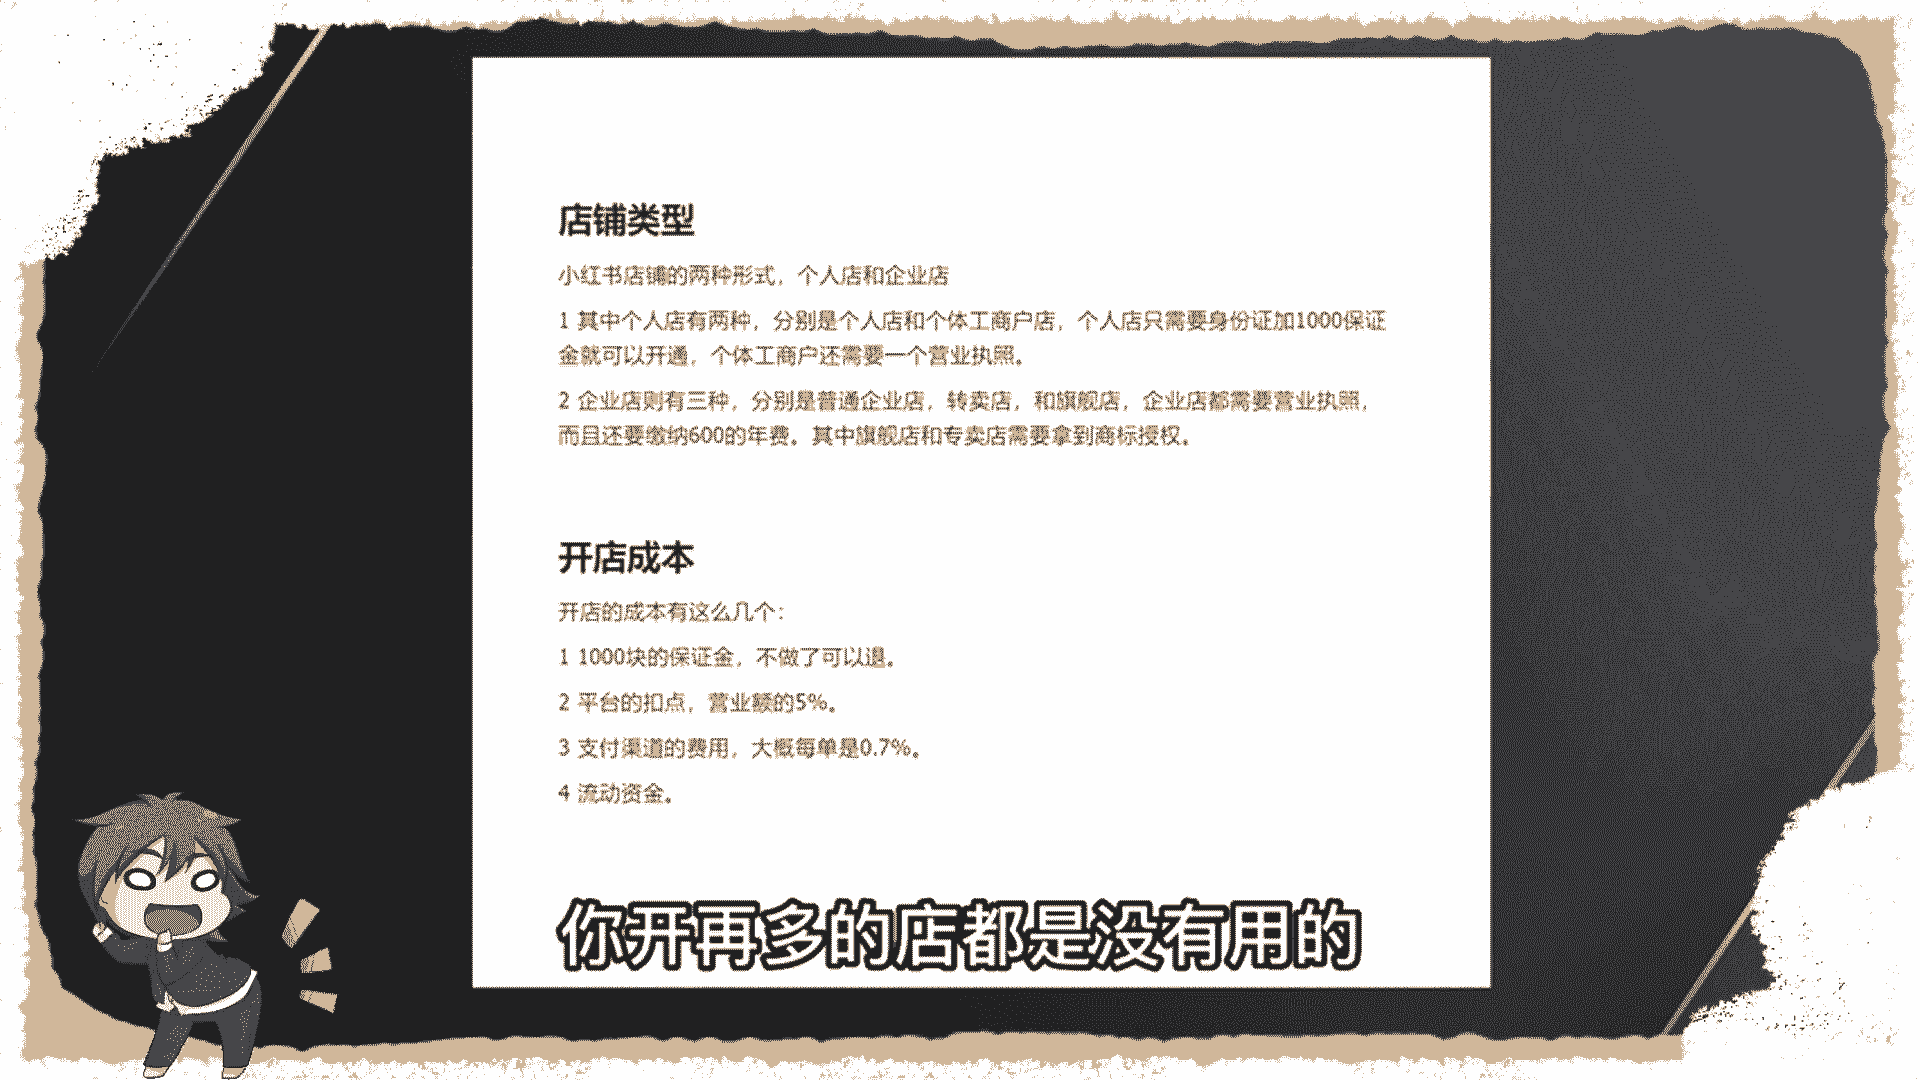 店铺类型
小红书店铺的两种形式，个人店和企业店
1 其中个人店有两种，分别是个人店和个体工商户店，个人店只需要身份证加1000保证
金就可以开通，个体工商户还需要一个营业执照。
2 企业店则有三种，分别是普通企业店，转卖店，和旗舰店，企业店都需要营业执照，
而且还要缴纳600的年费。其中旗舰店和专卖店需要拿到商标授权。
开店成本
开店的成本有这么几个：
1 1000块的保证金，不做了可以退。
2 平台的扣点，营业额的5%。
3 支付渠道的费用，大概每单是0.7%。
4 流动资金。
你开再多的店都是没有用的